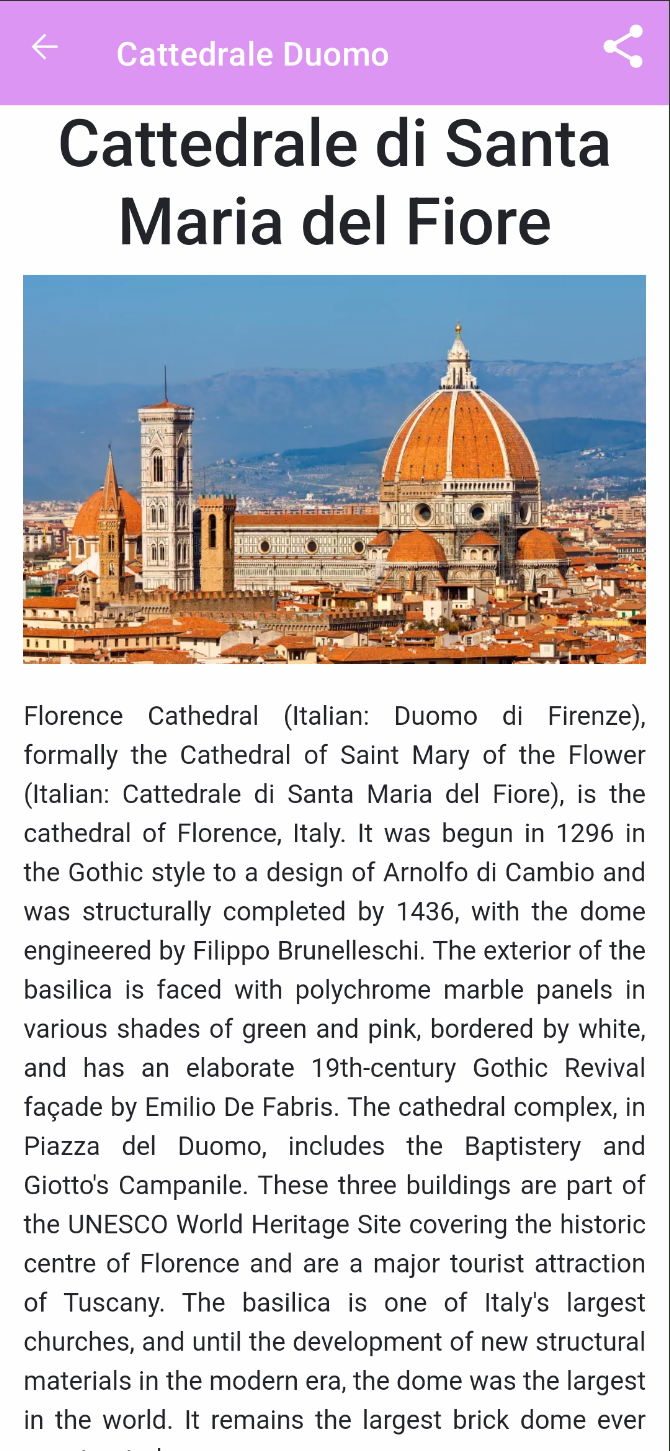 Cattedrale Duomo
Cattedrale di Santa
Maria del Fiore
Florence Cathedral (Italian: Duomo di Firenze),
formally the Cathedral of Saint Mary of the Flower
(Italian: Cattedrale di Santa Maria del Fiore), is the
cathedral of Florence, Italy. It was begun in 1296 in
the Gothic style to a design of Arnolfo di Cambio and
was structurally completed by 1436, with the dome
engineered by Filippo Brunelleschi. The exterior of the
basilica is faced with polychrome marble panels in
various shades of green and pink, bordered by white,
and has an elaborate 19th-century Gothic Revival
façade by Emilio De Fabris. The cathedral complex, in
Piazza del Duomo, includes the Baptistery and
Giotto's Campanile. These three buildings are part of
the UNESCO World Heritage Site covering the historic
centre of Florence and are a major tourist attraction
of Tuscany. The basilica is one of Italy's largest
churches, and until the development of new structural
materials in the modern era, the dome was the largest
in the world. It remains the largest brick dome ever